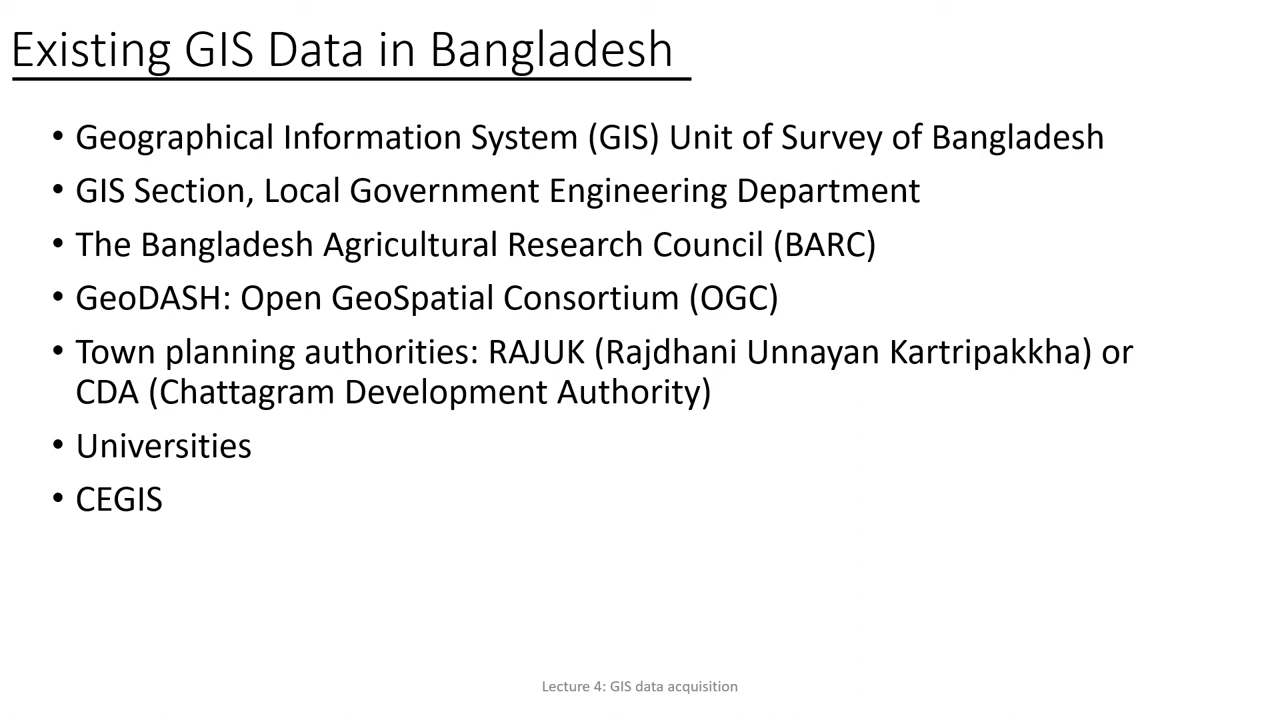 Existing GIS Data in Bangladesh
• Geographical Information System (GIS) Unit of Survey of Bangladesh
• GIS Section, Local Government Engineering Department
• The Bangladesh Agricultural Research Council (BARC)
• GeoDASH: Open GeoSpatial Consortium (OGC)
• Town planning authorities: RAJUK (Rajdhani Unnayan Kartripakkha) or
CDA (Chattagram Development Authority)
• Universities
• CEGIS
Lecture 4: GIS data acquisition